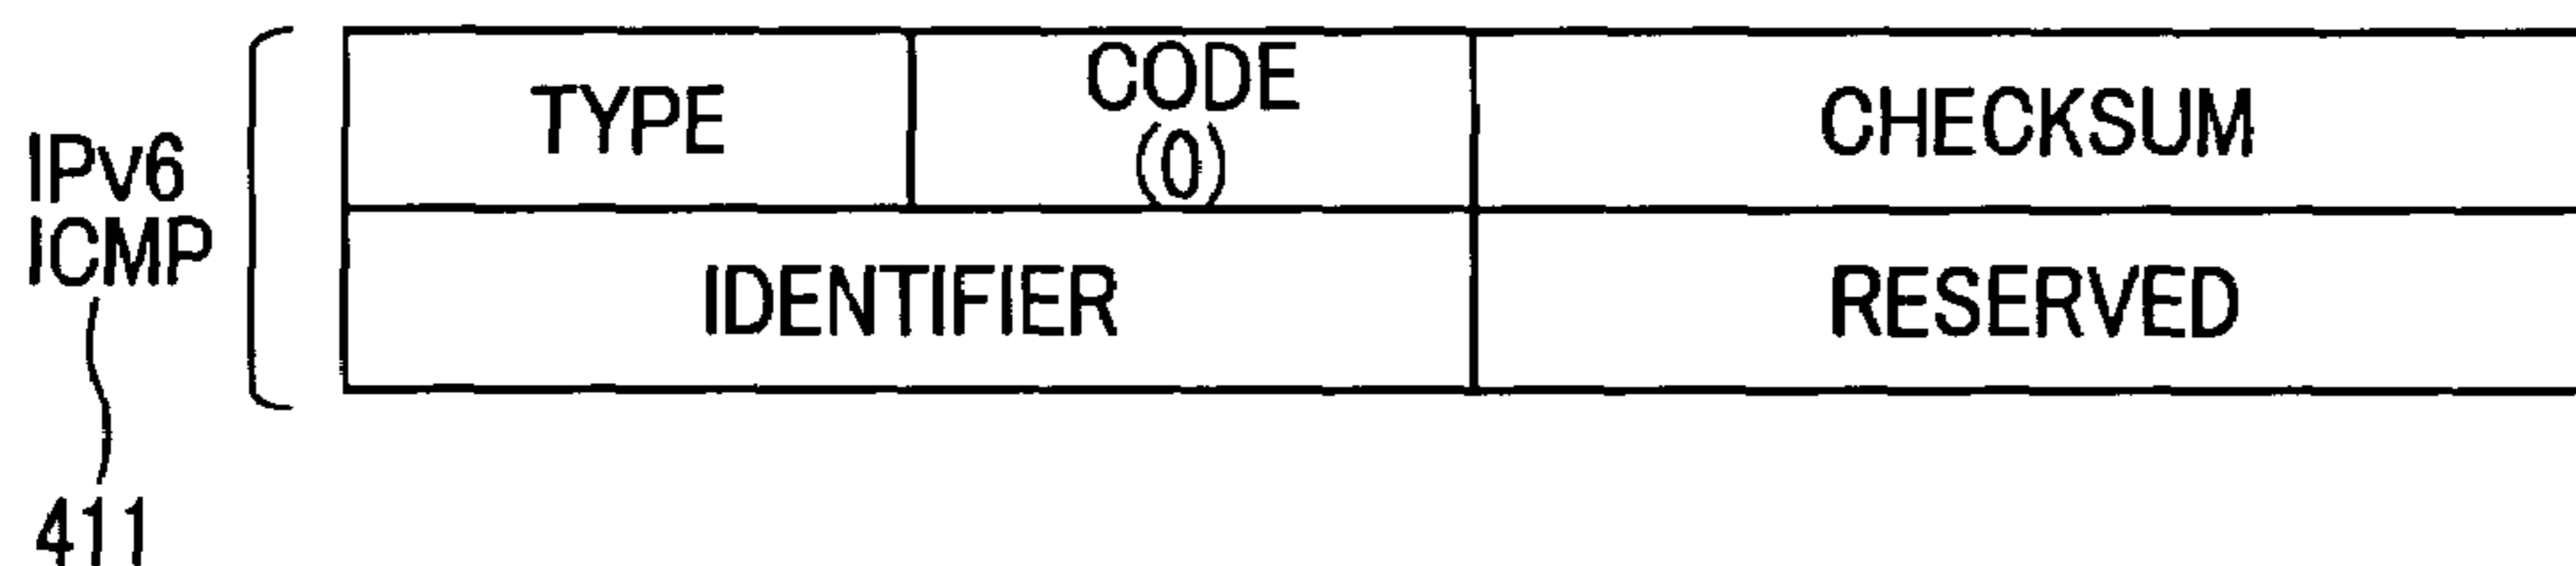 IPv6
ICMP
411
TYPE
CODE
(0)
CHECKSUM
IDENTIFIER
RESERVED